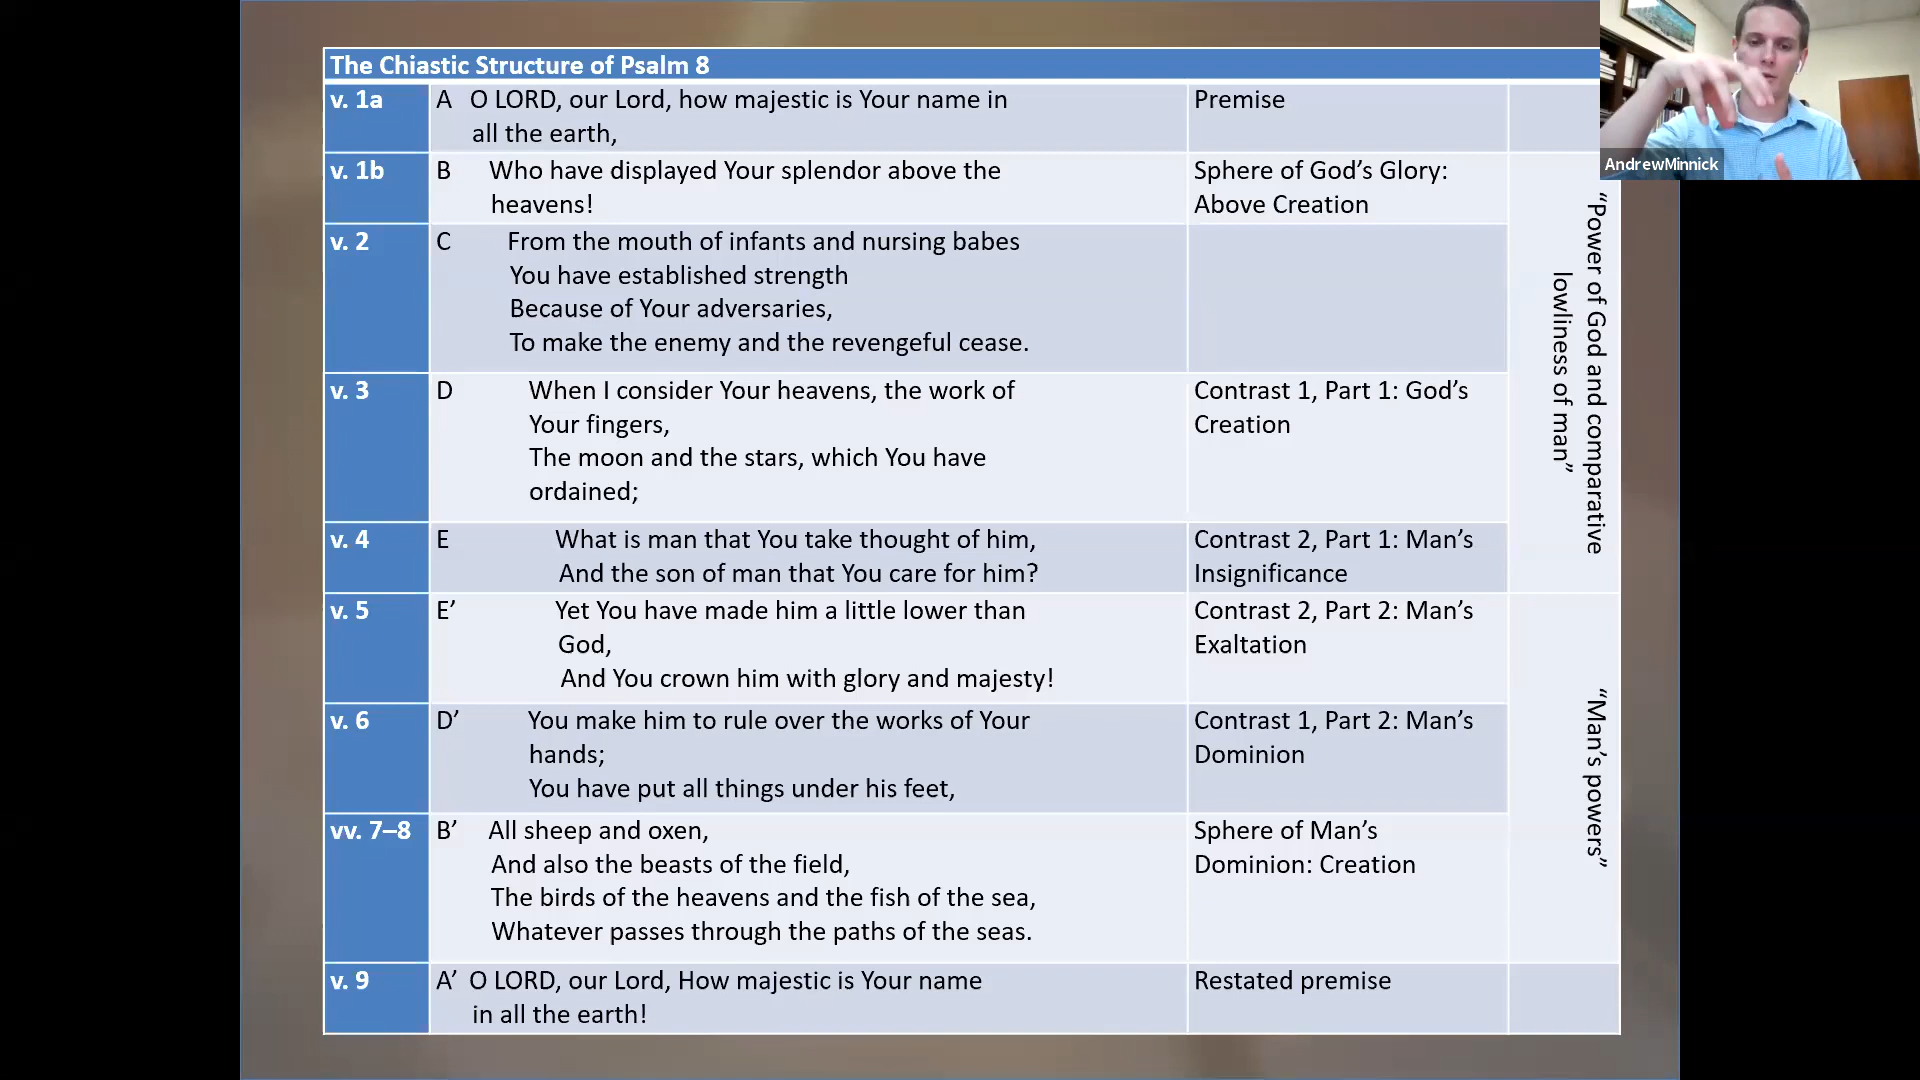 The Chiastic Structure of Psalm 8
v. 1a
A O LORD, our Lord, how majestic is Your name in
all the earth,
Premise
v. 1b
B Who have displayed Your splendor above the
heavens!
Sphere of God’s Glory:
Above Creation
v. 2
C From the mouth of infants and nursing babes
You have established strength
Because of Your adversaries,
To make the enemy and the revengeful cease.
v. 3
D When I consider Your heavens, the work of
Your fingers,
The moon and the stars, which You have
ordained;
Contrast 1, Part 1: God’s
Creation
v. 4
E What is man that You take thought of him,
And the son of man that You care for him?
Contrast 2, Part 1: Man’s
Insignificance
“Power of God and comparative
lowliness of man”
v. 5
E’ Yet You have made him a little lower than
God,
And You crown him with glory and majesty!
Contrast 2, Part 2: Man’s
Exaltation
v. 6
D’ You make him to rule over the works of Your
hands;
You have put all things under his feet,
Contrast 1, Part 2: Man’s
Dominion
vv. 7–8
B’ All sheep and oxen,
And also the beasts of the field,
The birds of the heavens and the fish of the sea,
Whatever passes through the paths of the seas.
Sphere of Man’s
Dominion: Creation
“Man’s powers”
v. 9
A’ O LORD, our Lord, How majestic is Your name
in all the earth!
Restated premise
AndrewMinnick